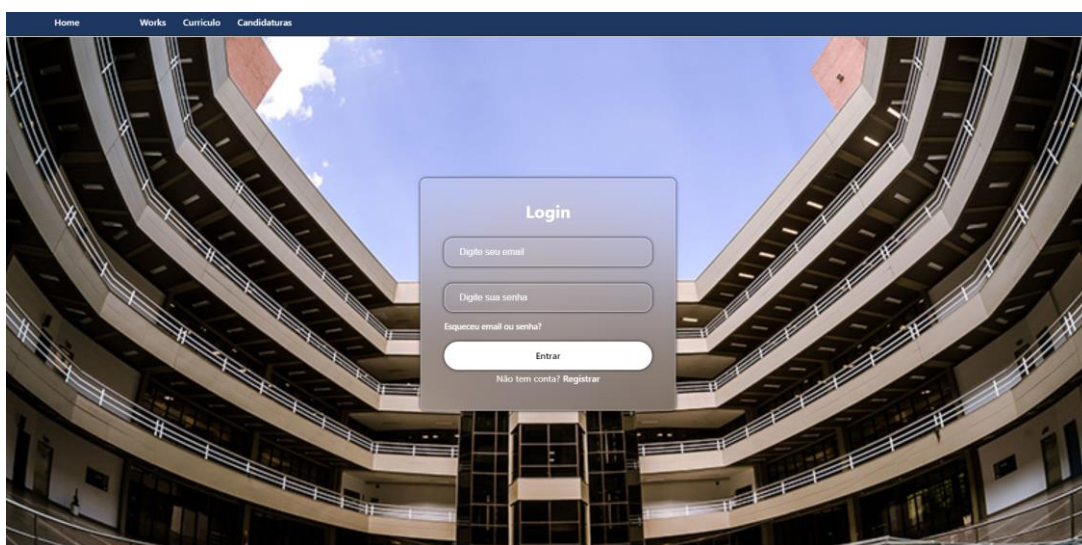 Home Works Curriculo Candidaturas
Login
Digite seu email
Digite sua senha
Esqueceu email ou senha?
Entrar
Não tem conta? Registrar